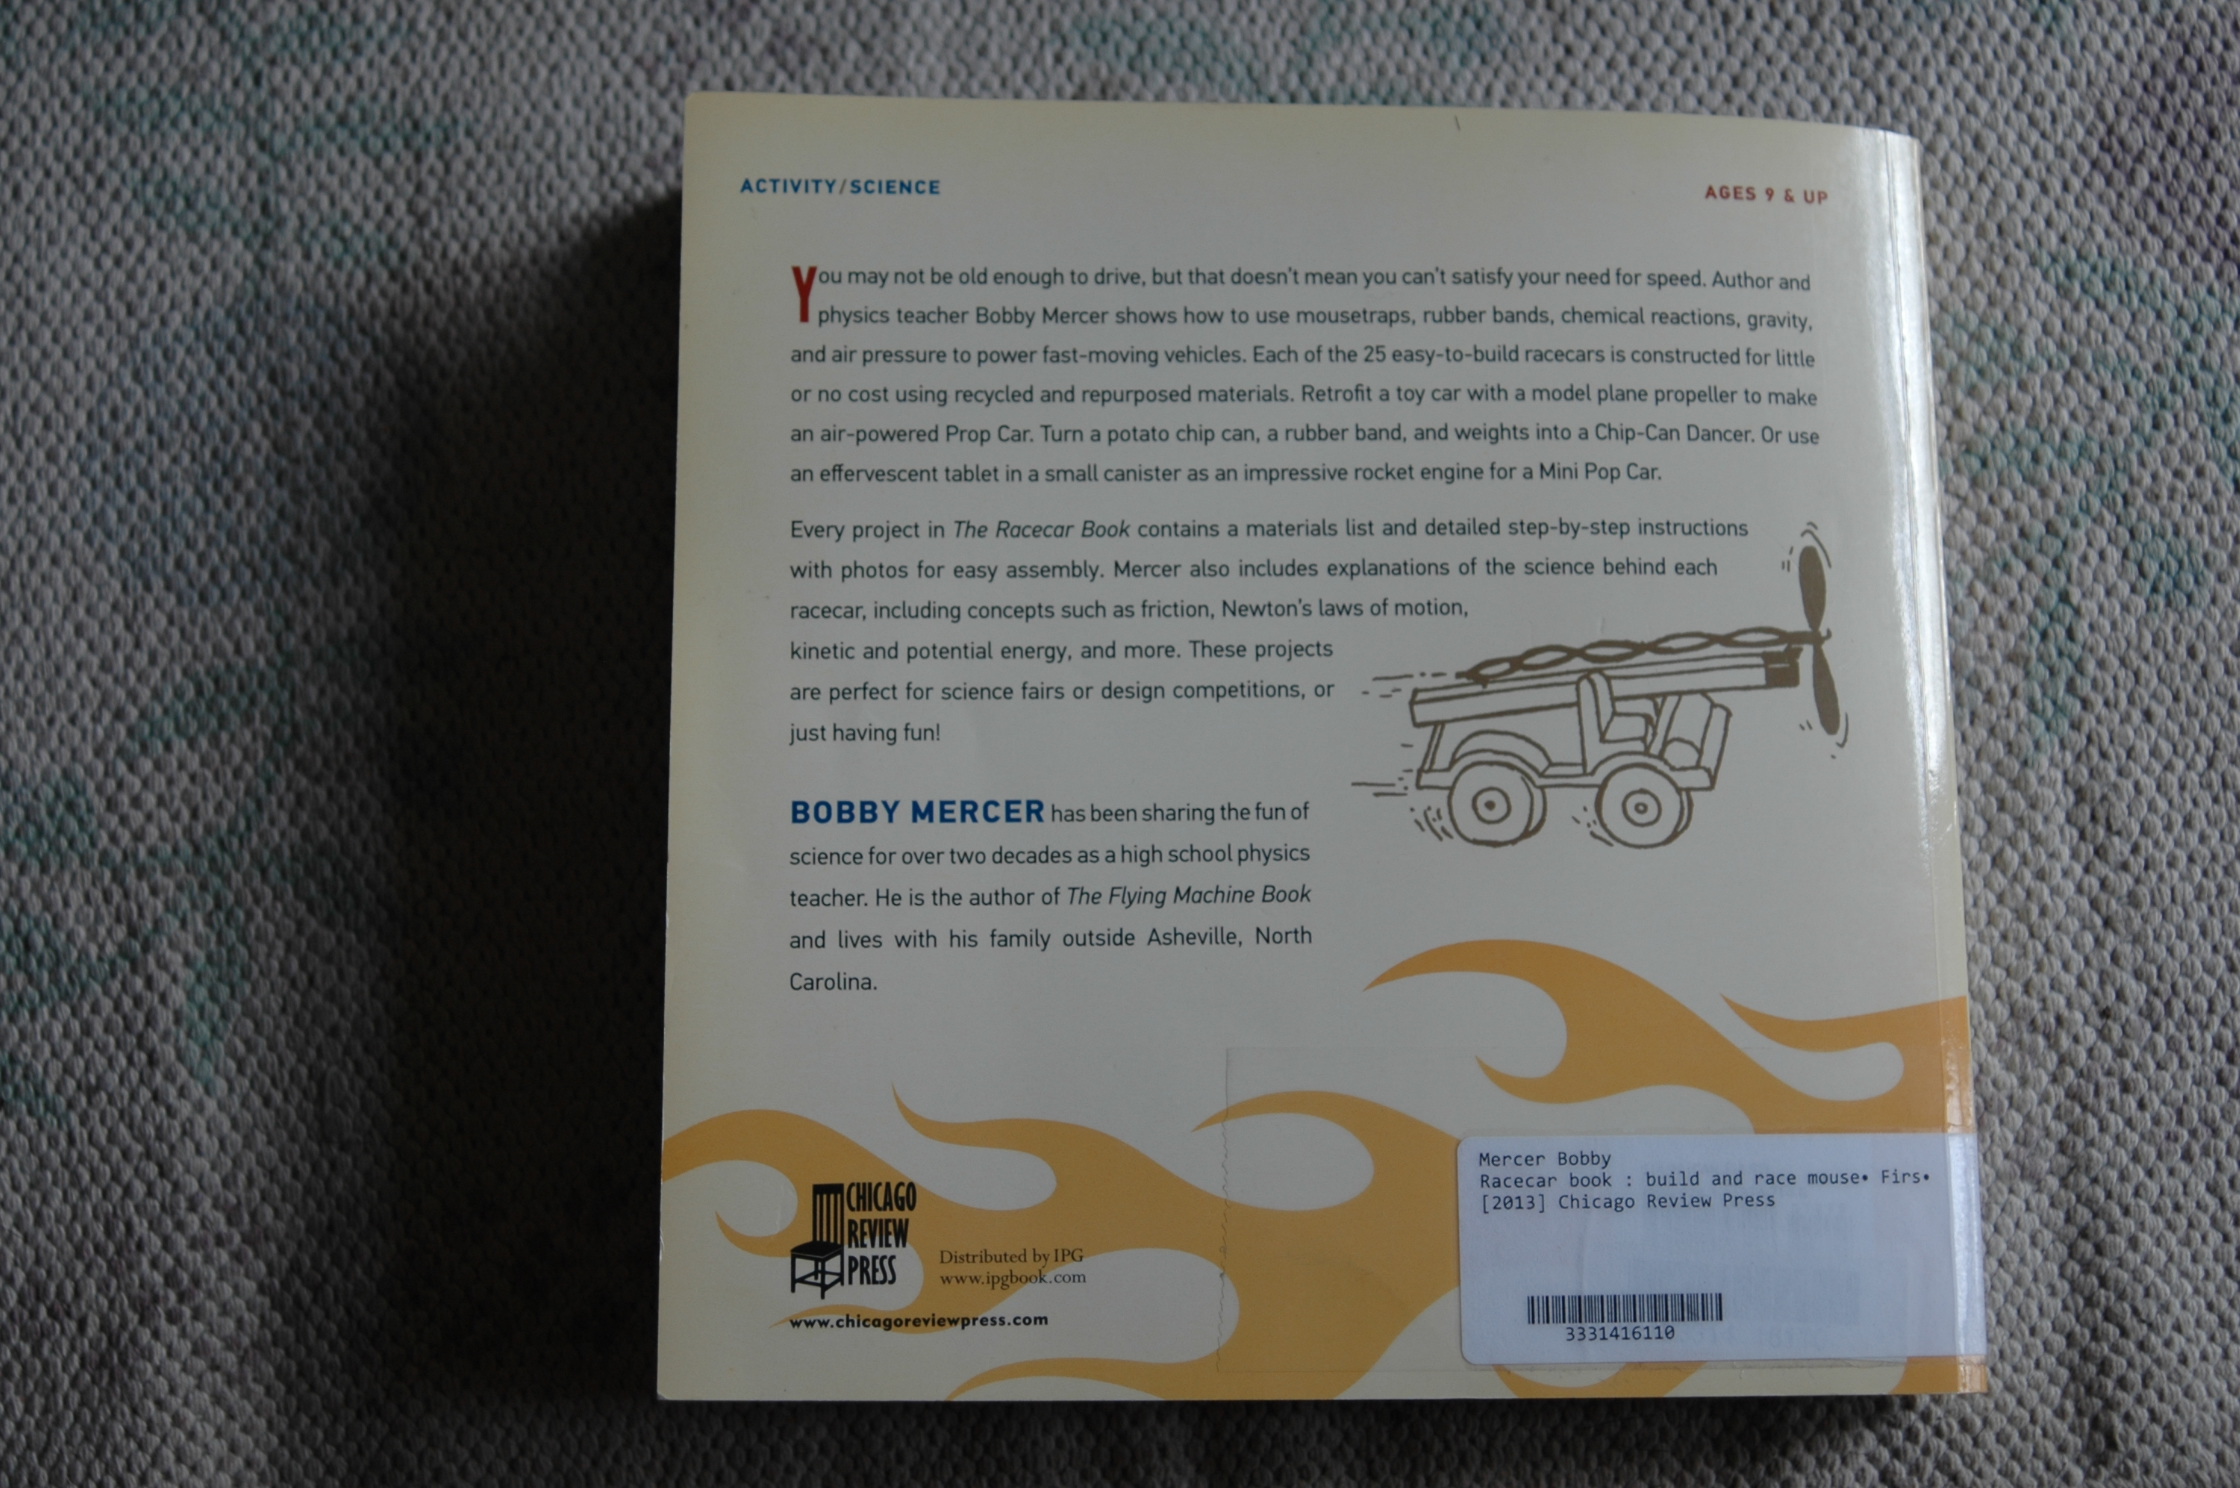 ACTIVITY/SCIENCE
AGES 9 & UP
You may not be old enough to drive, but that doesn't mean you can't satisfy your need for speed. Author and
physics teacher Bobby Mercer shows how to use mousetraps, rubber bands, chemical reactions, gravity,
and air pressure to power fast-moving vehicles. Each of the 25 easy-to-build racecars is constructed for little
or no cost using recycled and repurposed materials. Retrofit a toy car with a model plane propeller to make
an air-powered Prop Car. Turn a potato chip can, a rubber band, and weights into a Chip-Can Dancer. Or use
an effervescent tablet in a small canister as an impressive rocket engine for a Mini Pop Car.
Every project in The Racecar Book contains a materials list and detailed step-by-step instructions
with photos for easy assembly. Mercer also includes explanations of the science behind each
racecar, including concepts such as friction, Newton's laws of motion,
kinetic and potential energy, and more. These projects
are perfect for science fairs or design competitions, or
just having fun!
BOBBY MERCER has been sharing the fun of
science for over two decades as a high school physics
teacher. He is the author of The Flying Machine Book
and lives with his family outside Asheville, North
Carolina.
CHICAGO
REVIEW
PRESS
Distributed by IPG
www.ipgbook.com
www.chicagoreviewpress.com
Mercer Bobby
Racecar book : build and race mouse• Firs•
[2013] Chicago Review Press
3331416110